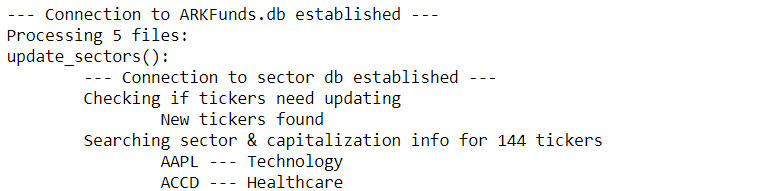 --- Connection to ARKFunds.db established ---
Processing 5 files:
update_sectors():
--- Connection to sector db established ---
Checking if tickers need updating
New tickers found
Searching sector & capitalization info for 144 tickers
AAPL --- Technology
ACCD --- Healthcare